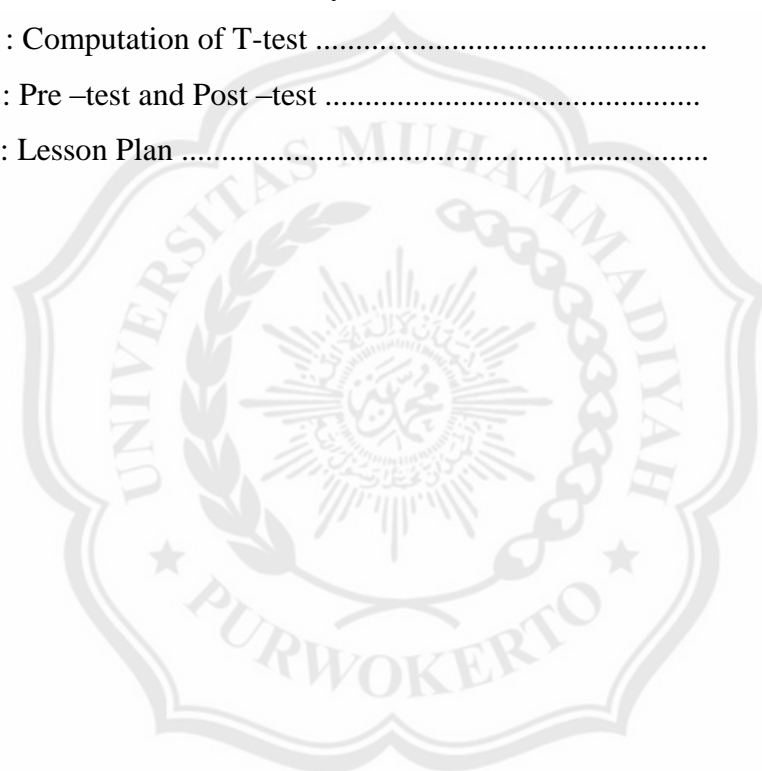 : Computation of T-test ................................................
: Pre –test and Post –test ..............................................
: Lesson Plan .................................................................
UNIVERSITAS MUHAMMADIYAH
PURWOKERTO